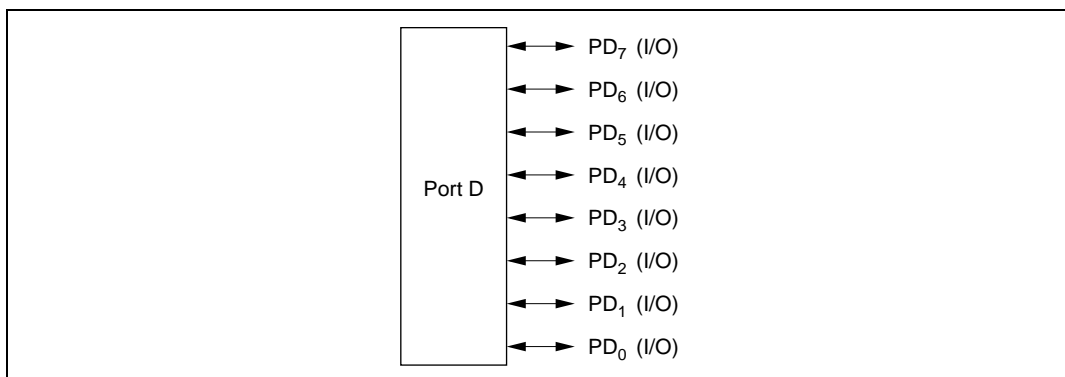 PD₇ (I/O)
PD₆ (I/O)
PD₅ (I/O)
PD₄ (I/O)
Port D
PD₃ (I/O)
PD₂ (I/O)
PD₁ (I/O)
PD₀ (I/O)